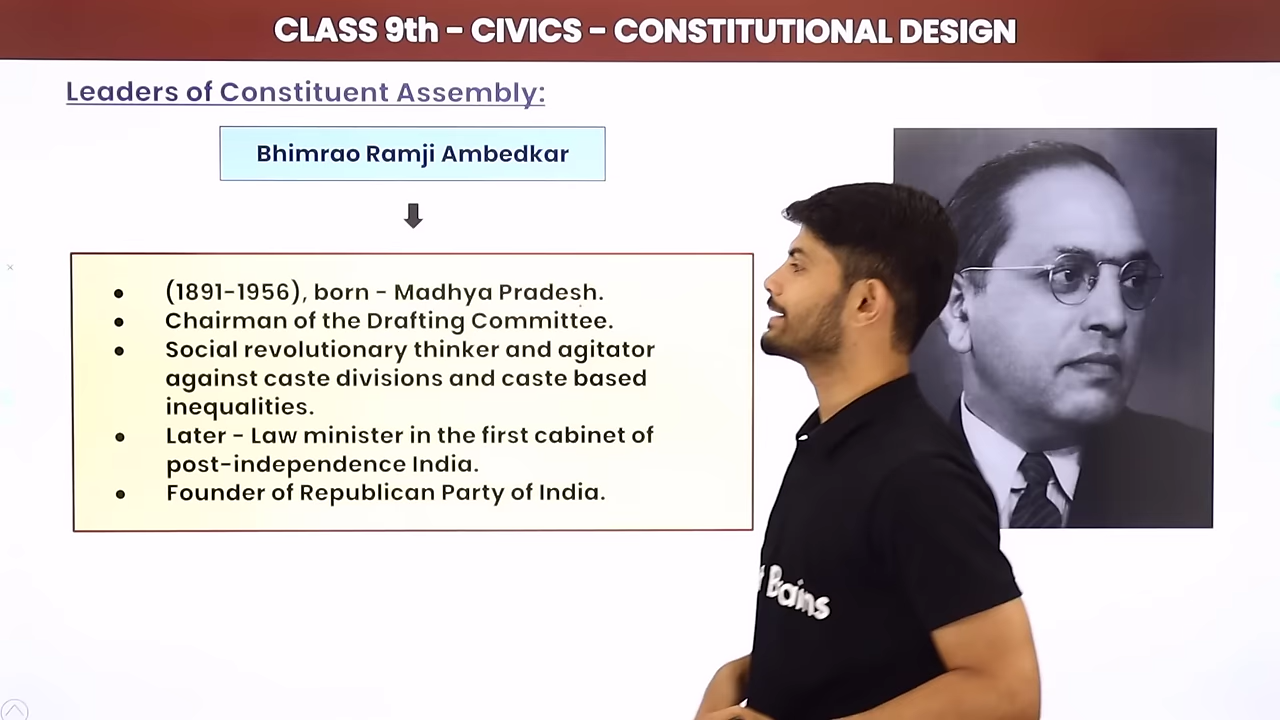 CLASS 9th - CIVICS - CONSTITUTIONAL DESIGN
Leaders of Constituent Assembly:
Bhimrao Ramji Ambedkar
• (1891-1956), born - Madhya Pradesh.
• Chairman of the Drafting Committee.
• Social revolutionary thinker and agitator
against caste divisions and caste based
inequalities.
• Later - Law minister in the first cabinet of
post-independence India.
• Founder of Republican Party of India.